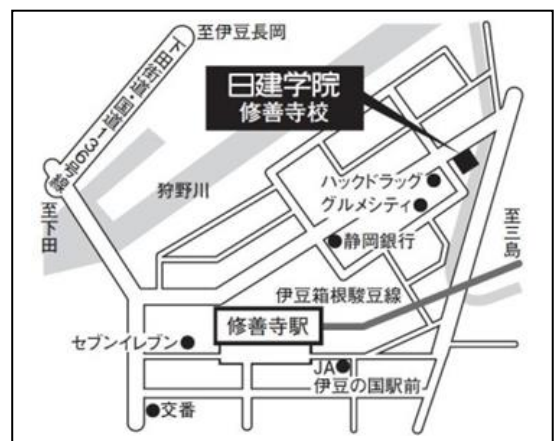 至伊豆長岡
下田街道・国道136号線
至下田
日建学院
修善寺校
狩野川
ハックドラッグ
グルメシティ
静岡銀行
至三島
伊豆箱根駿豆線
修善寺駅
セブンイレブン
JA
伊豆の国駅前
交番